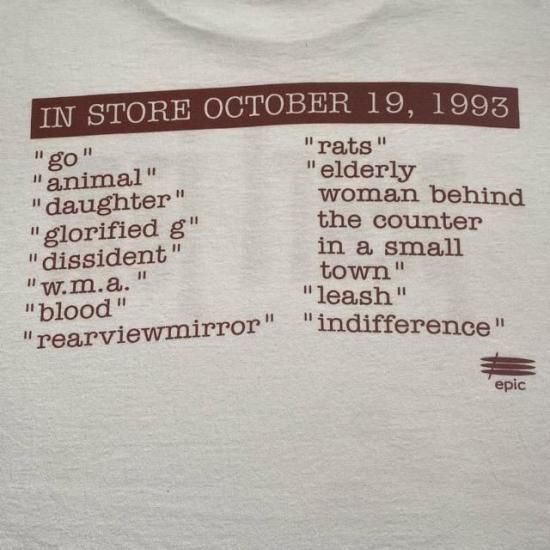 IN STORE OCTOBER 19, 1993
"go"
"animal"
"daughter"
"glorified g"
"dissident"
"w.m.a. "
"blood"
"rearviewmirror"
"rats"
"elderly
woman behind
the counter
in a small
town"
"leash"
"indifference"
epic